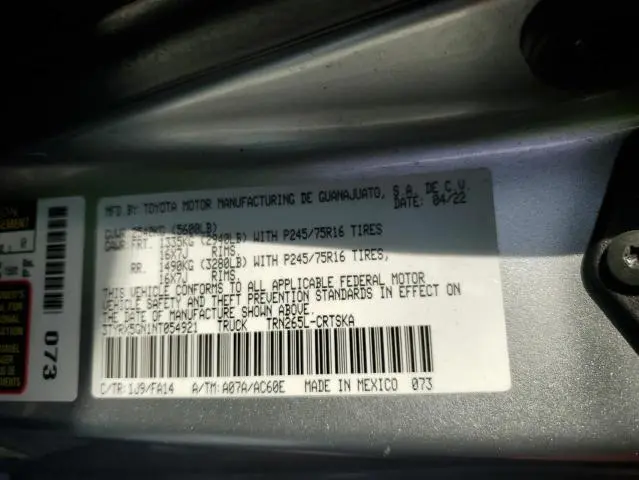 MFD BY: TOYOTA MOTOR MANUFACTURING DE GUANAJUATO, S.A. DE C.V.
DATE: 04/22
GVWR (5600LB)
GAWR: FRT. 1335KG (2940LB) WITH P245/75R16 TIRES
16X7J RIMS,
RR. 1490KG (3280LB) WITH P245/75R16 TIRES,
16X7J RIMS.
THIS VEHICLE CONFORMS TO ALL APPLICABLE FEDERAL MOTOR
VEHICLE SAFETY AND THEFT PREVENTION STANDARDS IN EFFECT ON
THE DATE OF MANUFACTURE SHOWN ABOVE.
3TYRX5GN1NT054921 TRUCK TRN265L-CRTSKA
C/TR: 1J9/FA14 A/TM: A07A/AC60E MADE IN MEXICO 073
073